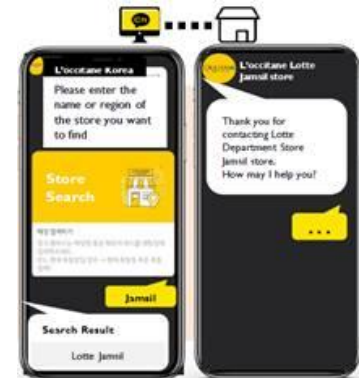 ON
L'occitane Korea
Please enter the
name or region of
the store you want
to find
Store
Search
Jamsil
Search Result
Lotte Jamsil
L'occitane Lotte
Jamsil store
Thank you for
contacting Lotte
Department Store
Jamsil store.
How may I help you?
...